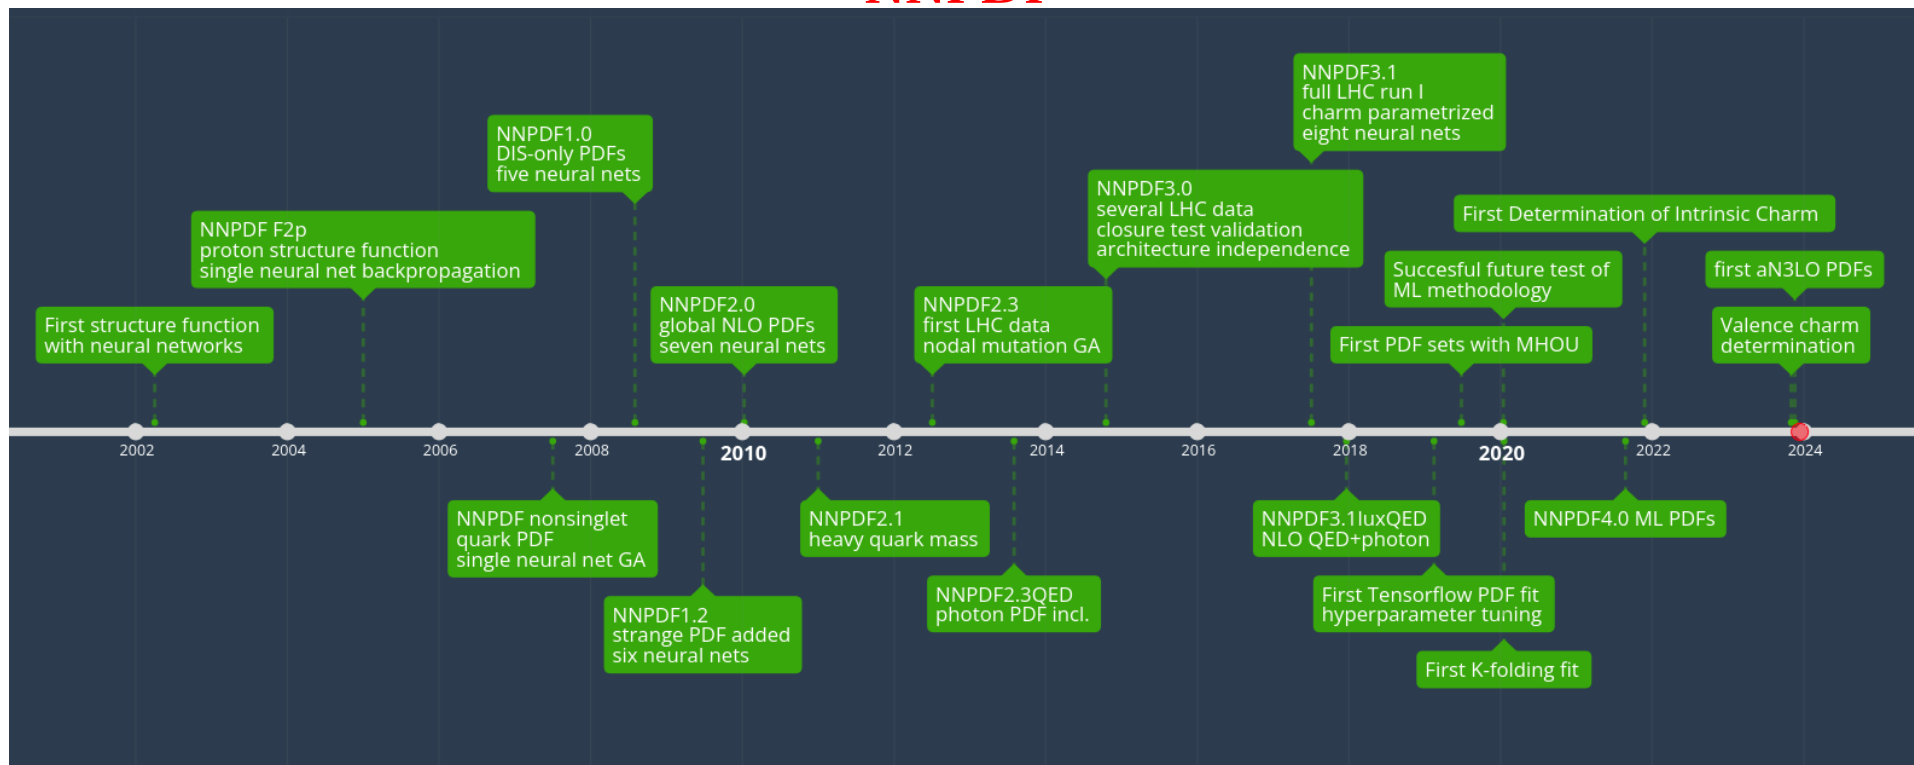 NNPDF
NNPDF3.1
full LHC run I
charm parametrized
eight neural nets
NNPDF1.0
DIS-only PDFs
five neural nets
NNPDF3.0
several LHC data
closure test validation
architecture independence
First Determination of Intrinsic Charm
NNPDF F2p
proton structure function
single neural net backpropagation
Succesful future test of
ML methodology
first aN3LO PDFs
NNPDF2.0
global NLO PDFs
seven neural nets
NNPDF2.3
first LHC data
nodal mutation GA
First structure function
with neural networks
First PDF sets with MHOU
Valence charm
determination
2002
2004
2006
2008
2010
2012
2014
2016
2018
2020
2022
2024
NNPDF nonsinglet
quark PDF
single neural net GA
NNPDF2.1
heavy quark mass
NNPDF3.1luxQED
NLO QED+photon
NNPDF4.0 ML PDFs
NNPDF1.2
strange PDF added
six neural nets
NNPDF2.3QED
photon PDF incl.
First Tensorflow PDF fit
hyperparameter tuning
First K-folding fit